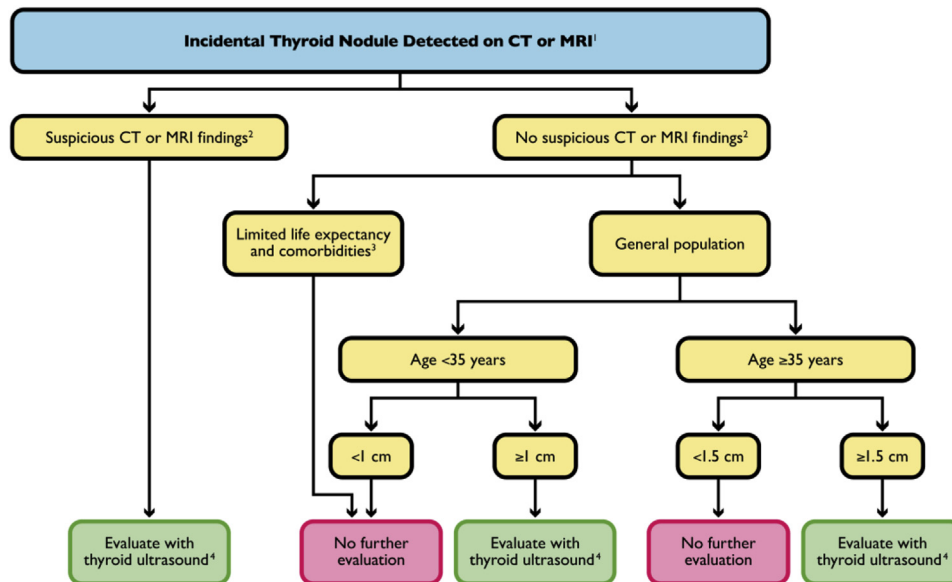 Incidental Thyroid Nodule Detected on CT or MRI¹
Suspicious CT or MRI findings²
No suspicious CT or MRI findings²
Limited life expectancy
and comorbidities³
General population
Age <35 years
Age ≥35 years
<1 cm
≥1 cm
<1.5 cm
≥1.5 cm
Evaluate with
thyroid ultrasound⁴
No further
evaluation
Evaluate with
thyroid ultrasound⁴
No further
evaluation
Evaluate with
thyroid ultrasound⁴